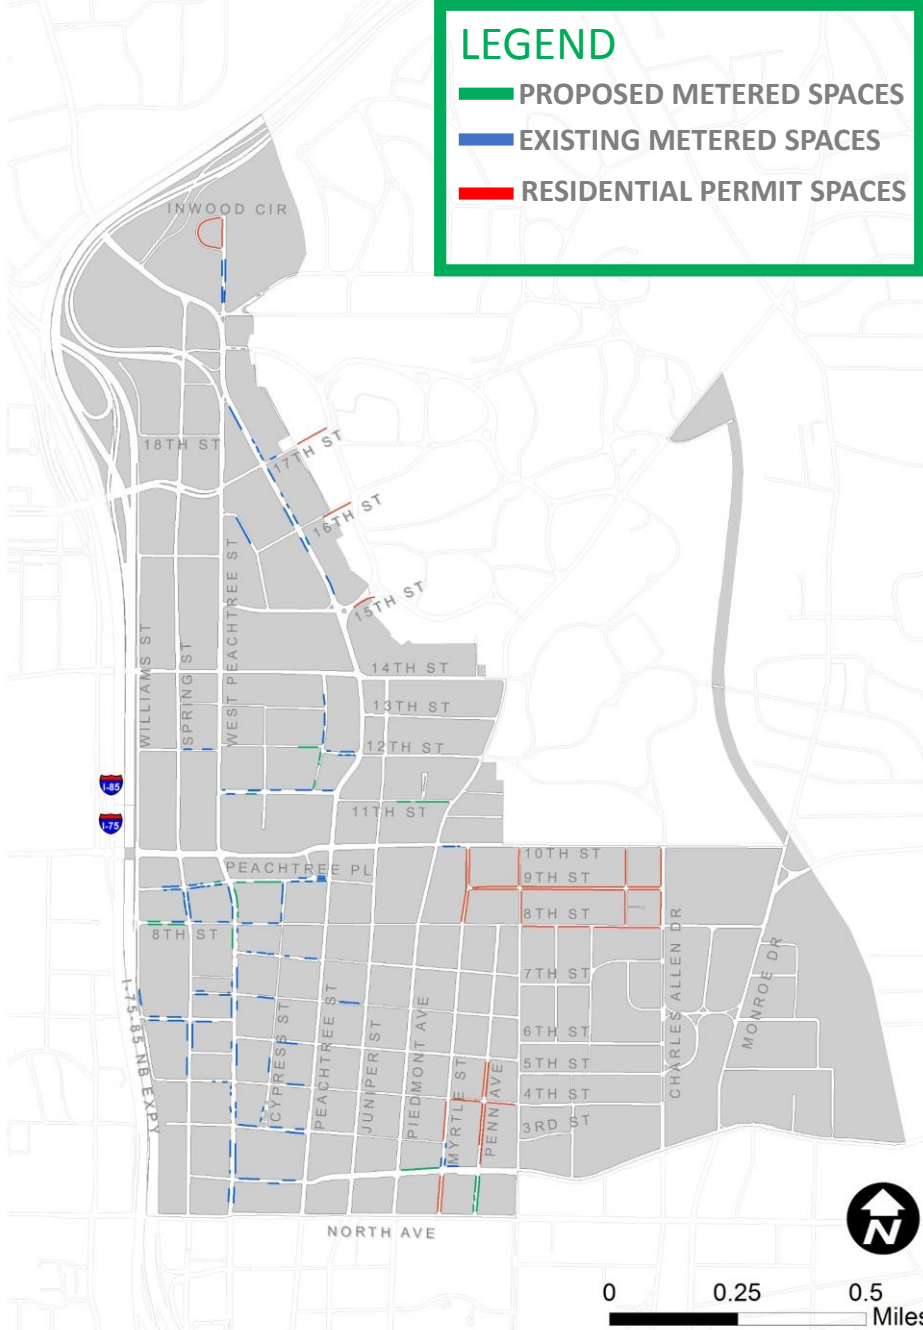 LEGEND
PROPOSED METERED SPACES
EXISTING METERED SPACES
RESIDENTIAL PERMIT SPACES
INWOOD CIR
18TH ST
17TH ST
16TH ST
15TH ST
WILLIAMS ST
SPRING ST
WEST PEACHTREE ST
14TH ST
13TH ST
12TH ST
I-85
11TH ST
I-75
10TH ST
PEACHTREE PL
9TH ST
8TH ST
8TH ST
7TH ST
I-75-85 NB EXPY
CYPRESS ST
PEACHTREE ST
JUNIPER ST
PIEDMONT AVE
MYRTLE ST
PENN AVE
CHARLES ALLEN DR
MONROE DR
6TH ST
5TH ST
4TH ST
3RD ST
NORTH AVE
N
0 0.25 0.5
Miles